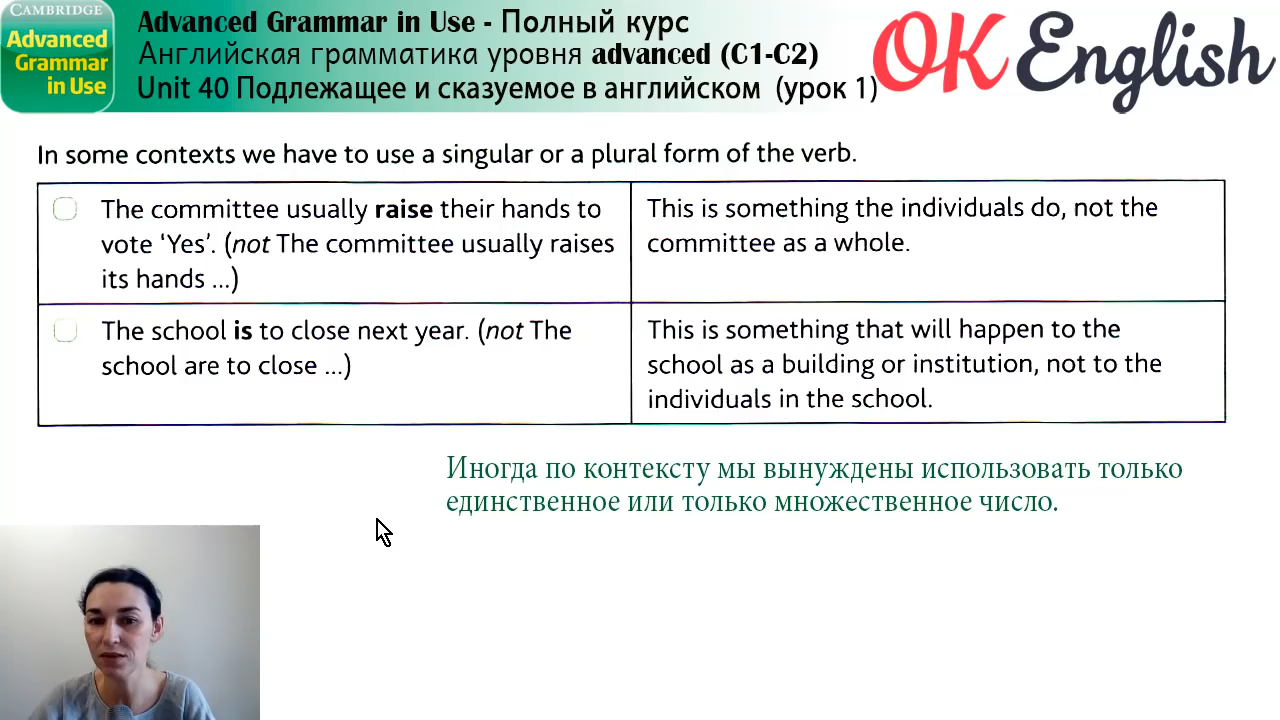 CAMBRIDGE
Advanced
Grammar
in Use
Advanced Grammar in Use - Полный курс
Английская грамматика уровня advanced (C1-C2)
Unit 40 Подлежащее и сказуемое в английском (урок 1)
OK English
In some contexts we have to use a singular or a plural form of the verb.
The committee usually raise their hands to
vote ‘Yes’. (not The committee usually raises
its hands ...)
This is something the individuals do, not the
committee as a whole.
The school is to close next year. (not The
school are to close ...)
This is something that will happen to the
school as a building or institution, not to the
individuals in the school.
Иногда по контексту мы вынуждены использовать только
единственное или только множественное число.